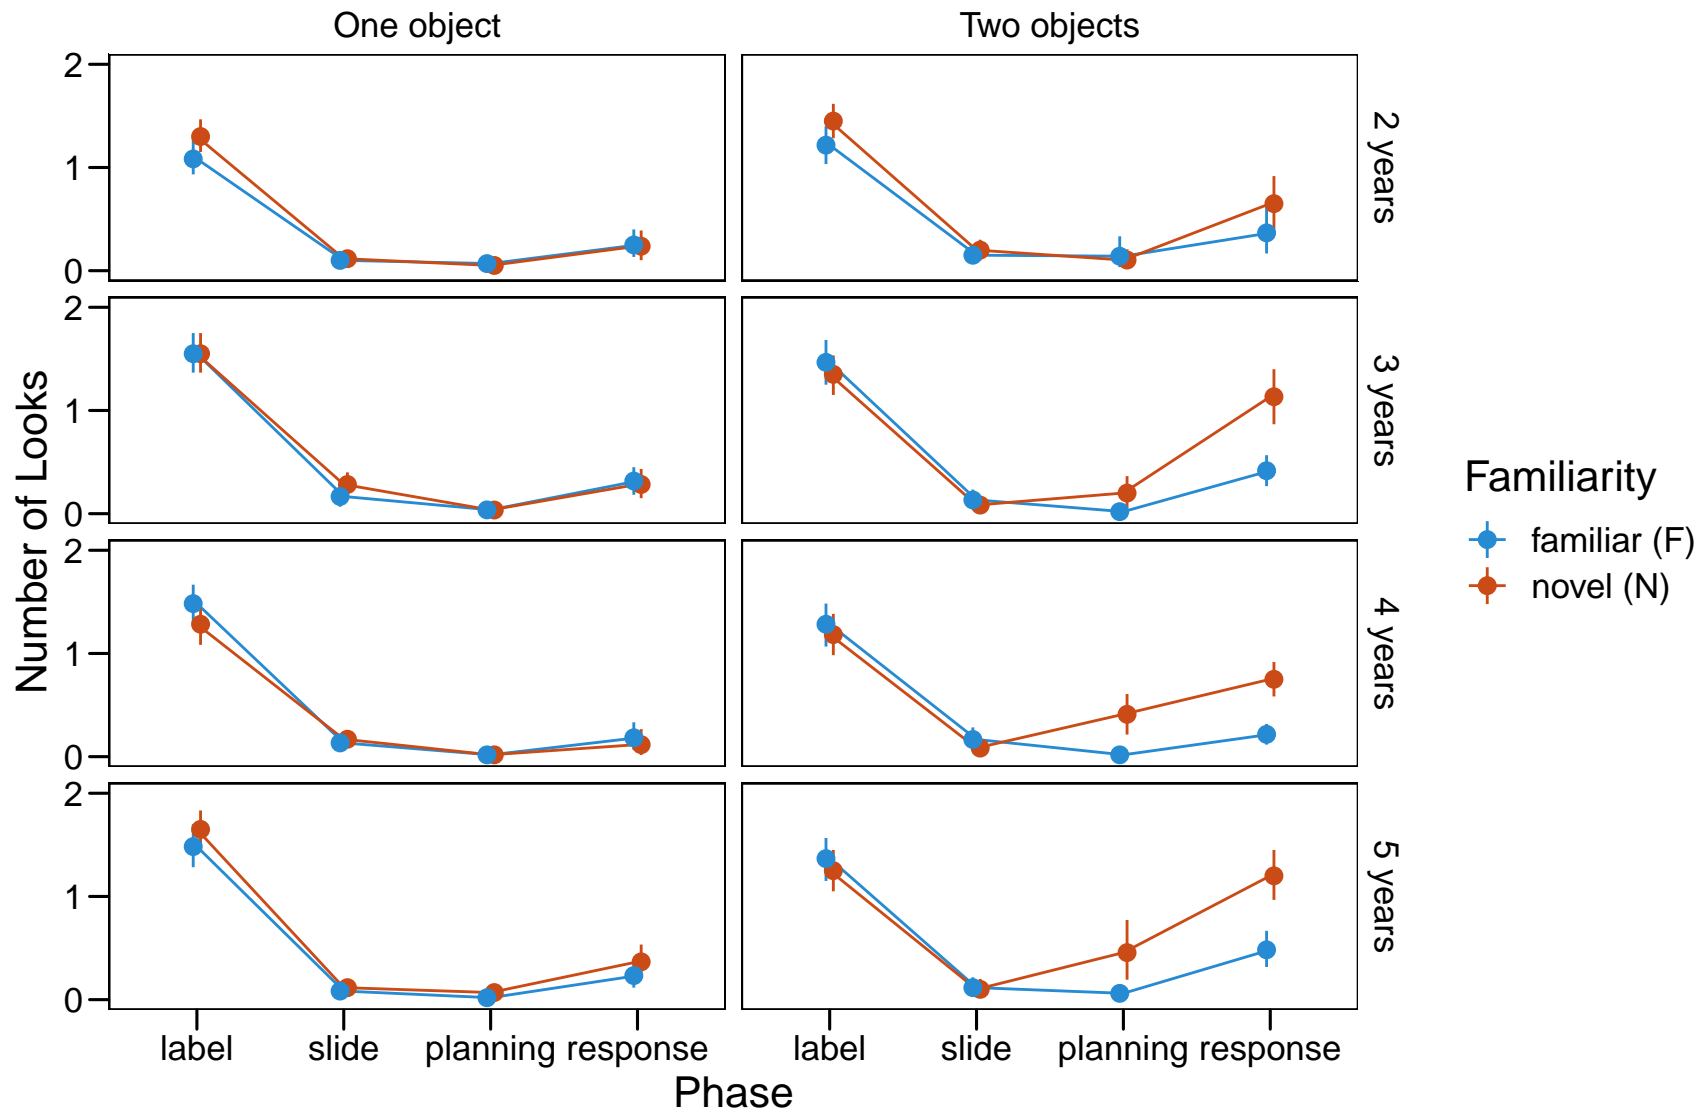 One object
Two objects
2
1
0
2 years
2
1
0
3 years
2
1
0
4 years
2
1
0
5 years
Number of Looks
label slide planning response
label slide planning response
Phase
Familiarity
familiar (F)
novel (N)